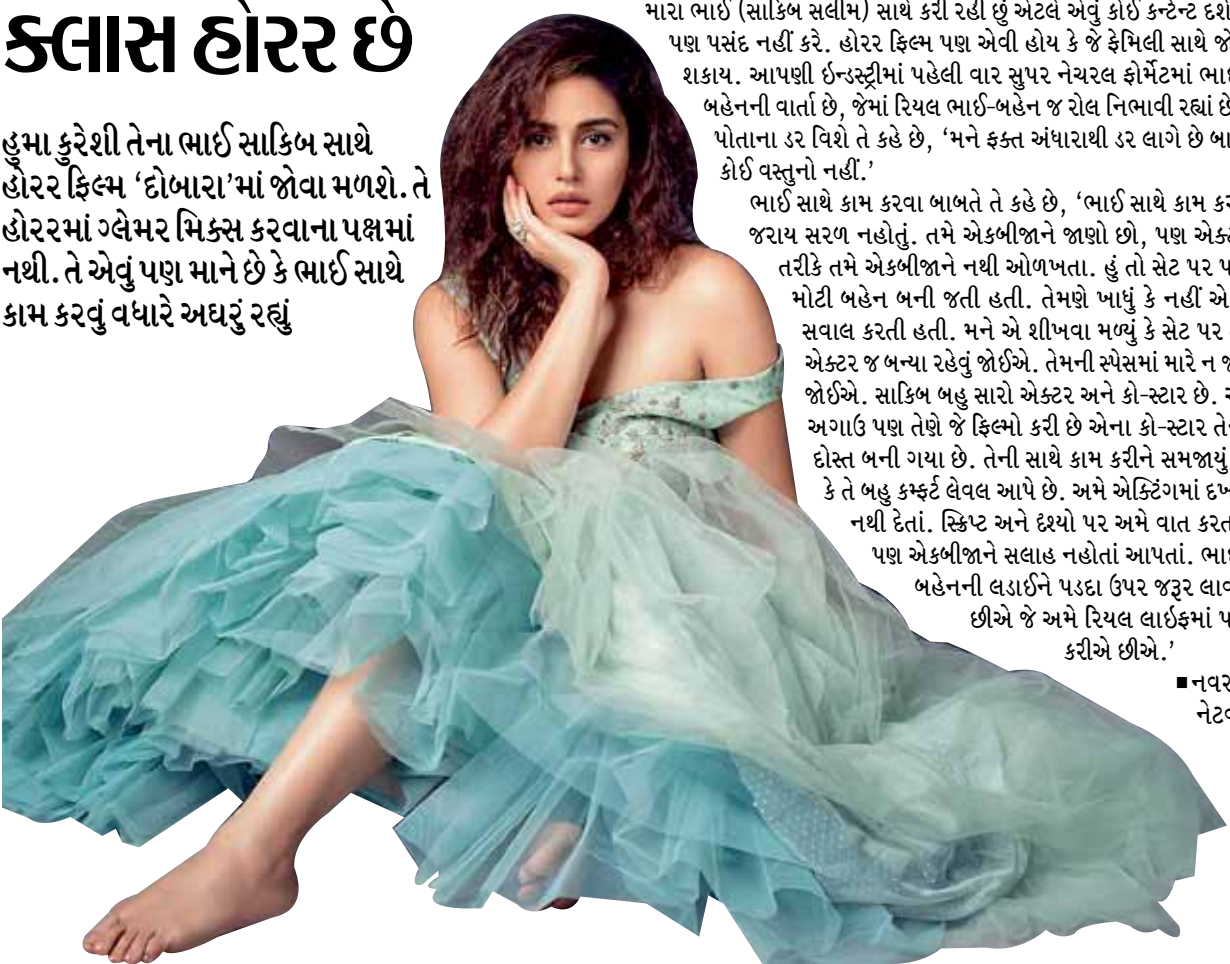 ક્લાસ હોરર છે
હુમા કુરેશી તેના ભાઈ સાકિબ સાથે
હોરર ફિલ્મ ‘દોબારા’માં જોવા મળશે. તે
હોરરમાં ગ્લેમર મિક્સ કરવાના પક્ષમાં
નથી. તે એવું પણ માને છે કે ભાઈ સાથે
કામ કરવું વધારે અઘરું રહ્યું
મારા ભાઈ (સાકિબ સલીમ) સાથે કરી રહી છું એટલે એવું કોઈ કન્ટેન્ટ
પણ પસંદ નહીં કરે. હોરર ફિલ્મ પણ એવી હોય કે જે ફેમિલી સાથે
શકાય. આપણી ઇન્ડસ્ટ્રીમાં પહેલી વાર સુપર નેચરલ ફોર્મેટમાં
બહેનની વાર્તા છે, જેમાં રિયલ ભાઈ-બહેન જ રોલ નિભાવી રહ્યાં
પોતાના ડર વિશે તે કહે છે, ‘મને ફક્ત અંધારાથી ડર લાગે છે
કોઈ વસ્તુનો નહીં.’
ભાઈ સાથે કામ કરવા બાબતે તે કહે છે, ‘ભાઈ સાથે કામ
જરાય સરળ નહોતું. તમે એકબીજાને જાણો છો, પણ
તરીકે તમે એકબીજાને નથી ઓળખતા. હું તો સેટ પર
મોટી બહેન બની જતી હતી. તેમણે ખાધું કે નહીં
સવાલ કરતી હતી. મને એ શીખવા મળ્યું કે સેટ પર
એક્ટર જ બન્યા રહેવું જોઈએ. તેમની સ્પેસમાં મારે ન
જોઈએ. સાકિબ બહુ સારો એક્ટર અને કો-સ્ટાર છે.
અગાઉ પણ તેણે જે ફિલ્મો કરી છે એના કો-સ્ટાર
દોસ્ત બની ગયા છે. તેની સાથે કામ કરીને સમજાયું
કે તે બહુ કમ્ફર્ટ લેવલ આપે છે. અમે એક્ટિંગમાં
નથી દેતાં. સ્ક્રિપ્ટ અને દૃશ્યો પર અમે વાત
પણ એકબીજાને સલાહ નહોતાં આપતાં.
બહેનની લડાઈને પડદા ઉપર જરૂર
છીએ જે અમે રિયલ લાઇફમાં
કરીએ છીએ.’